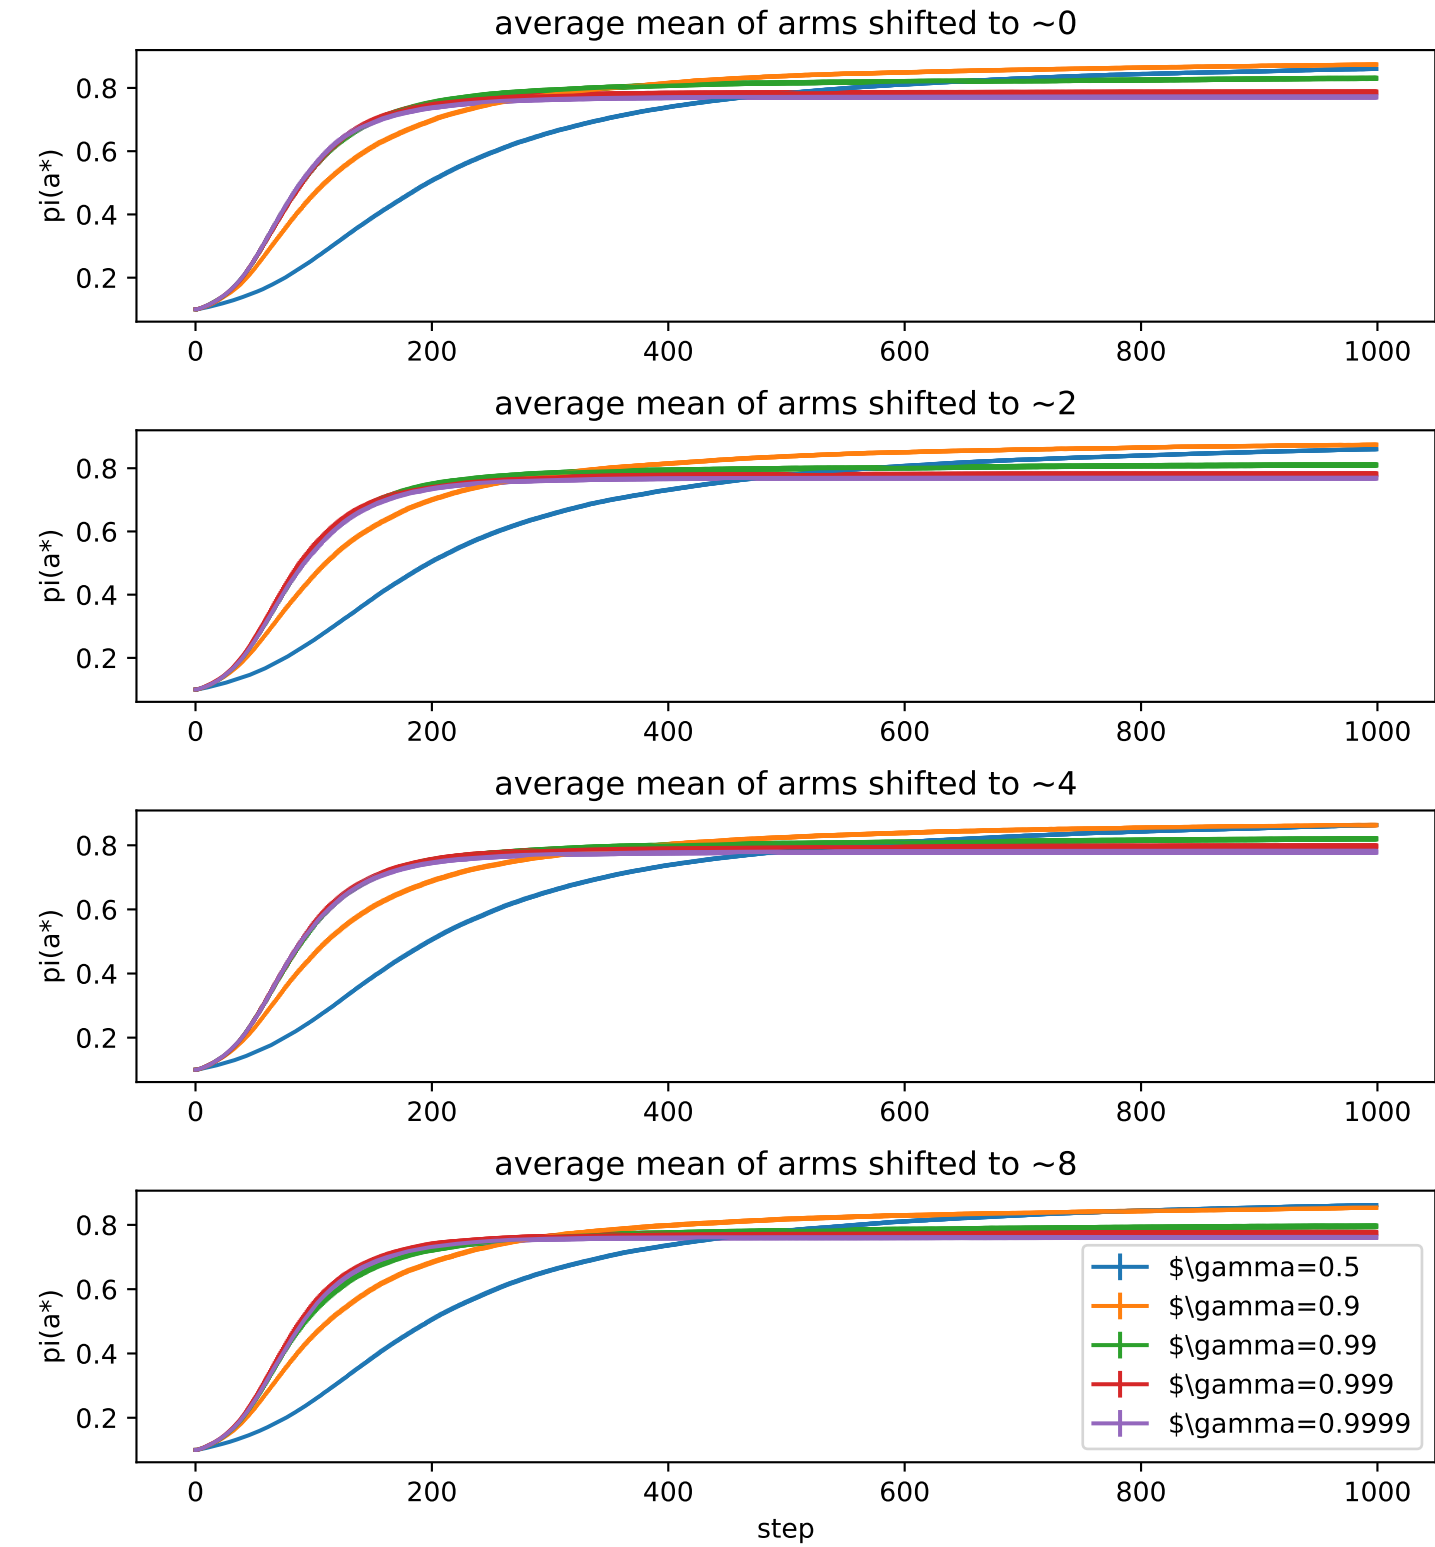 average mean of arms shifted to ~0
pi(a*)
0.8
0.6
0.4
0.2
0 200 400 600 800 1000
average mean of arms shifted to ~2
pi(a*)
0.8
0.6
0.4
0.2
0 200 400 600 800 1000
average mean of arms shifted to ~4
pi(a*)
0.8
0.6
0.4
0.2
0 200 400 600 800 1000
average mean of arms shifted to ~8
pi(a*)
0.8
0.6
0.4
0.2
$\gamma=0.5
$\gamma=0.9
$\gamma=0.99
$\gamma=0.999
$\gamma=0.9999
0 200 400 600 800 1000
step